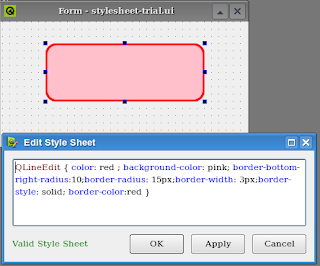 Form - stylesheet-trial.ui
Edit Style Sheet
QLineEdit { color: red ; background-color: pink; border-bottom-
right-radius:10;border-radius: 15px;border-width: 3px;border-
style: solid; border-color:red }
Valid Style Sheet
OK
Apply
Cancel